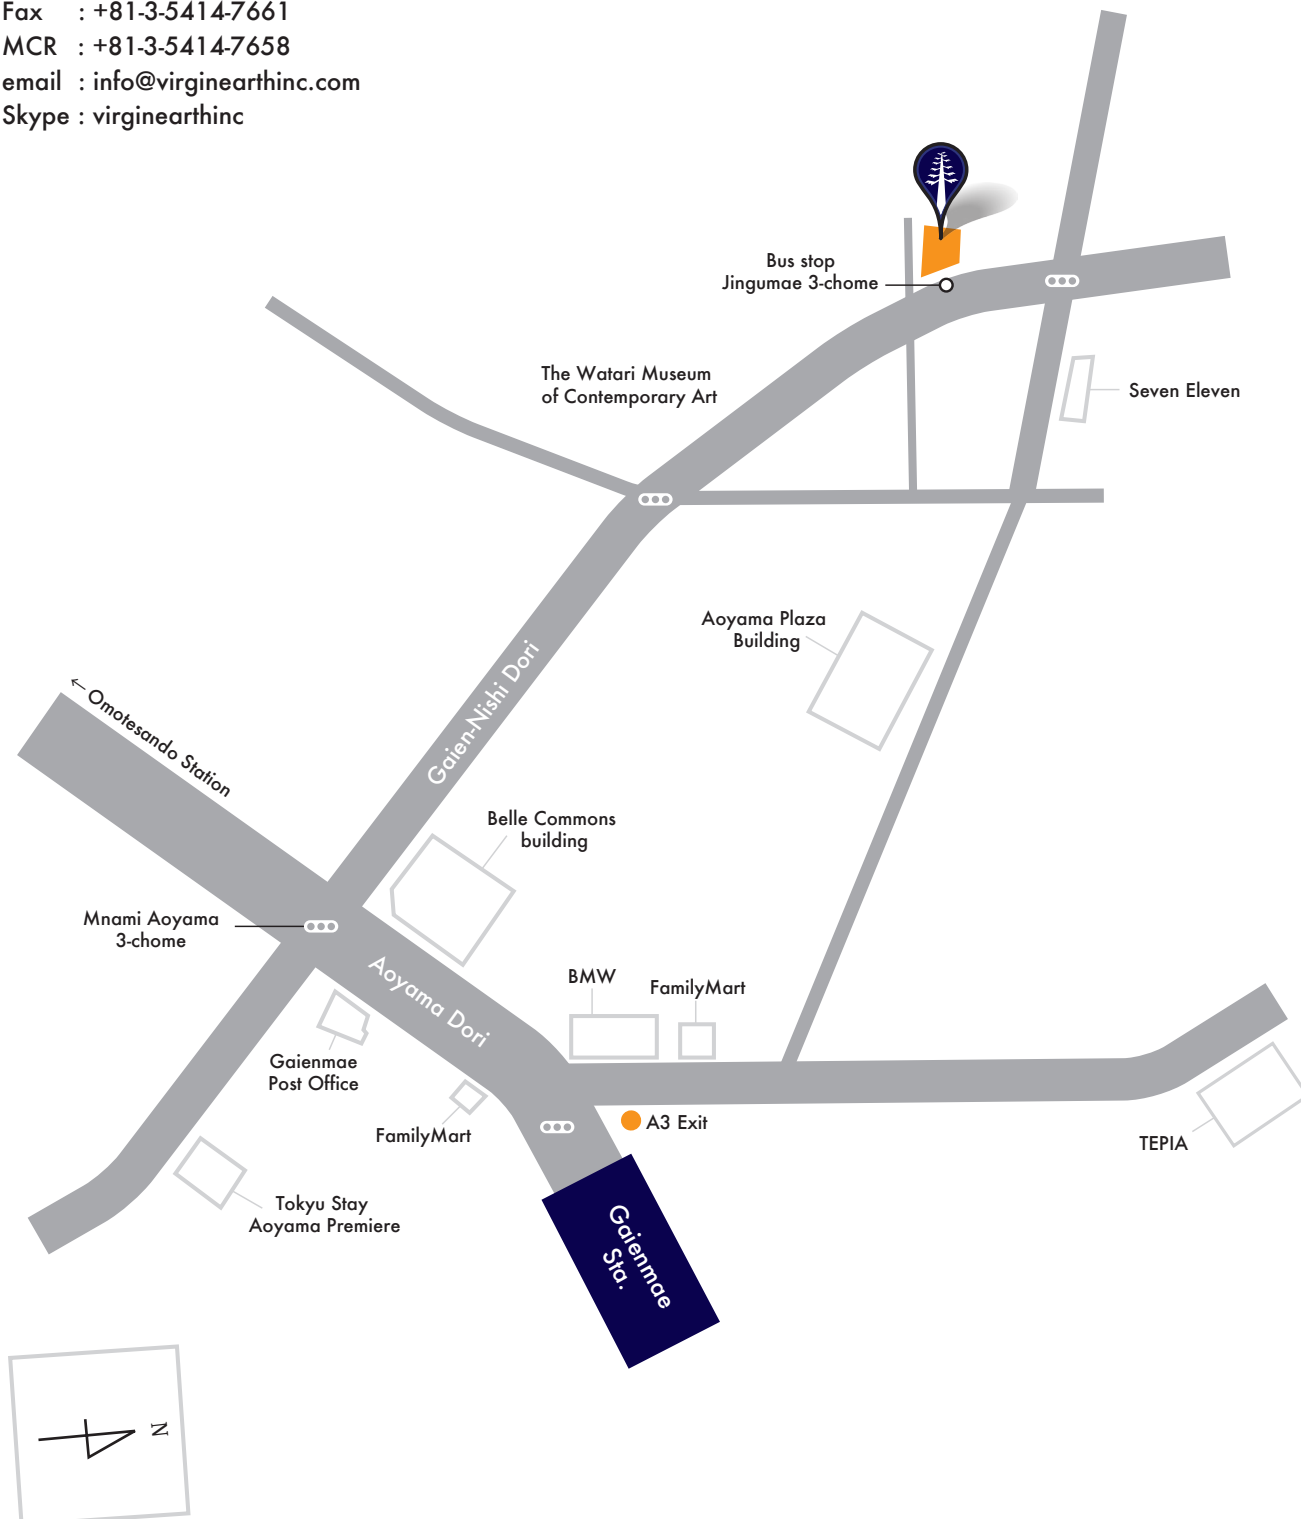 Fax : +81-3-5414-7661
MCR : +81-3-5414-7658
email : info@virginearthinc.com
Skype : virginearthinc
Bus stop
Jingumae 3-chome
The Watari Museum
of Contemporary Art
Seven Eleven
Aoyama Plaza
Building
Gaien-Nishi Dori
← Omotesando Station
Belle Commons
building
Mnami Aoyama
3-chome
Aoyama Dori
BMW
FamilyMart
Gaienmae
Post Office
FamilyMart
A3 Exit
TEPIA
Tokyu Stay
Aoyama Premiere
Gaienmae
Sta.
N